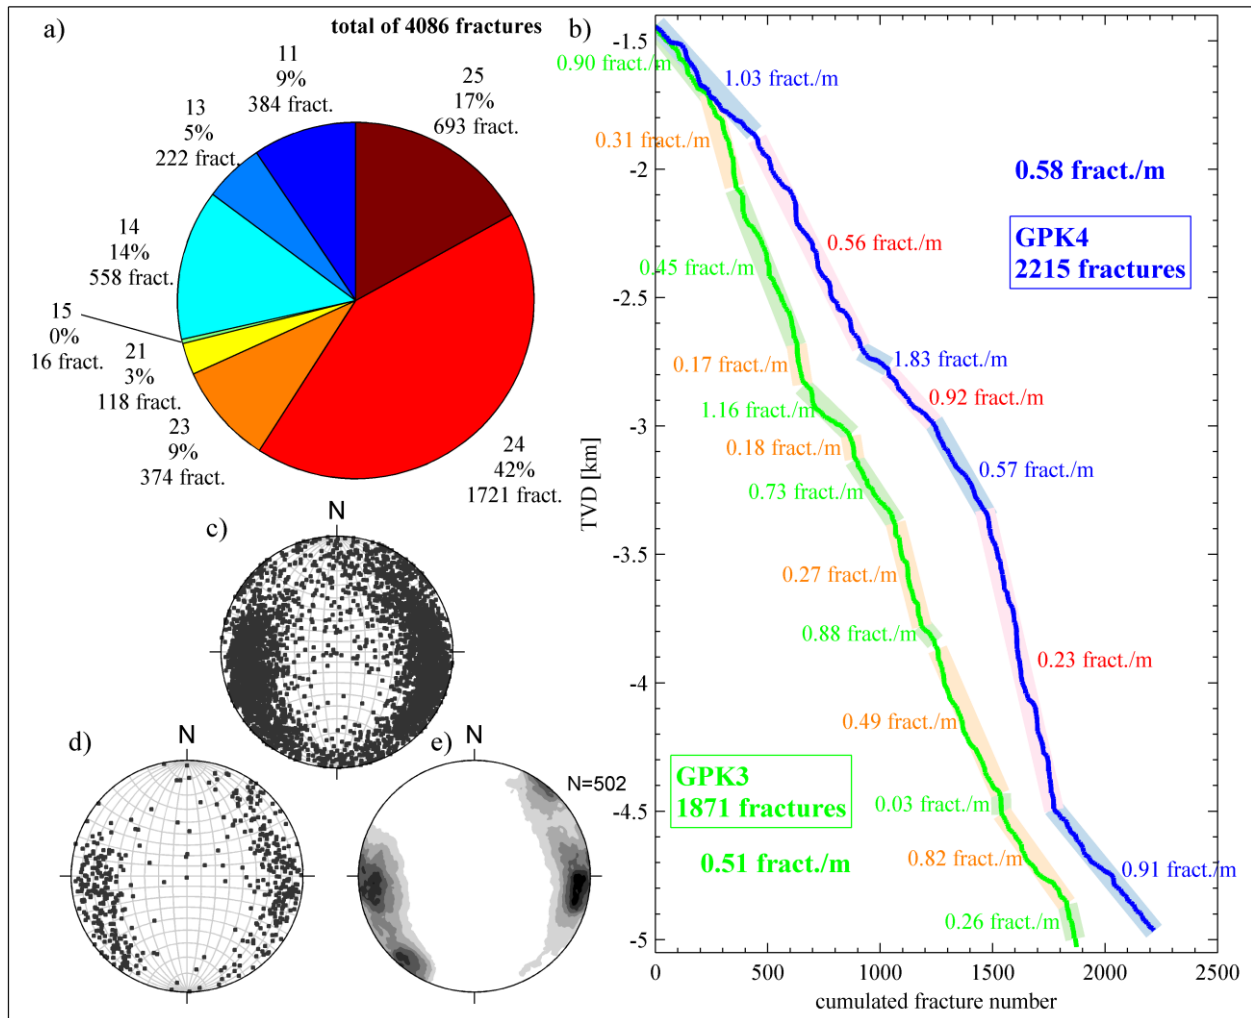 a)
total of 4086 fractures
11
9%
384 fract.
25
17%
693 fract.
13
5%
222 fract.
14
14%
558 fract.
15
0%
16 fract.
21
3%
118 fract.
23
9%
374 fract.
24
42%
1721 fract.
b)
-1.5
-2
-2.5
-3
-3.5
-4
-4.5
-5
TVD [km]
0.90 fract./m
1.03 fract./m
0.31 fract./m
0.58 fract./m
GPK4
2215 fractures
0.56 fract./m
0.45 fract./m
0.17 fract./m
1.83 fract./m
0.92 fract./m
1.16 fract./m
0.18 fract./m
0.57 fract./m
0.73 fract./m
0.27 fract./m
0.88 fract./m
0.23 fract./m
0.49 fract./m
GPK3
1871 fractures
0.03 fract./m
0.51 fract./m
0.82 fract./m
0.91 fract./m
0.26 fract./m
0
500
1000
1500
2000
2500
cumulated fracture number
c)
N
d)
N
e)
N
N=502